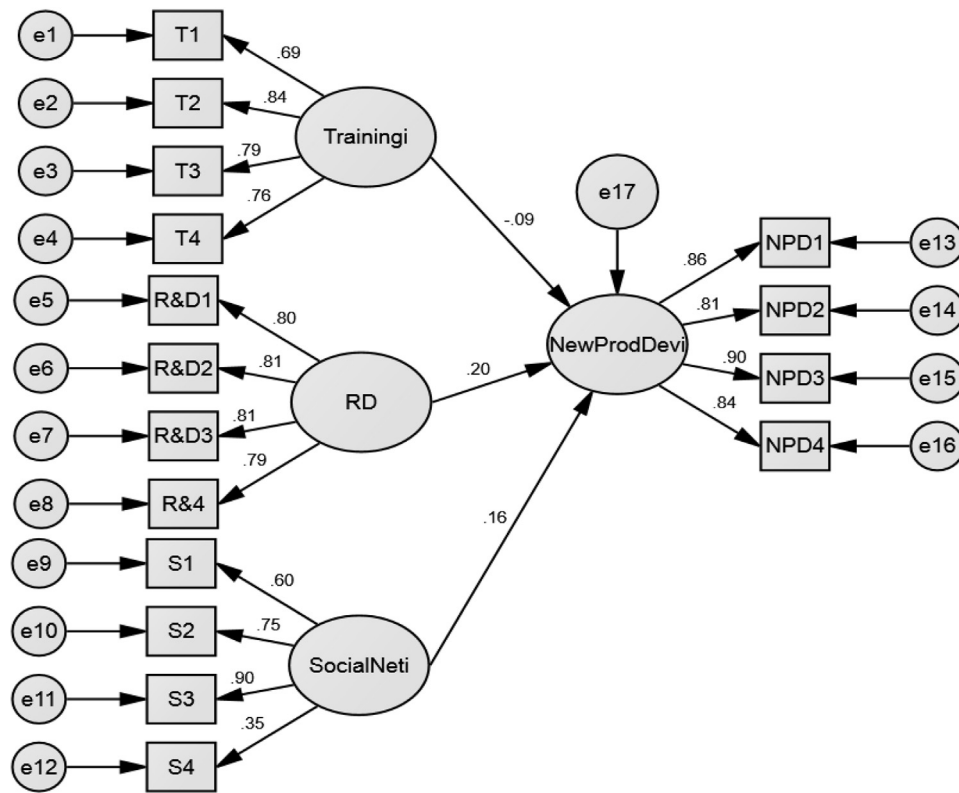 e1
T1
.69
e2
T2
.84
Trainingi
e3
T3
.79
e4
T4
.76
-.09
e17
e5
R&D1
.80
e6
R&D2
.81
RD
.20
e7
R&D3
.81
e8
R&4
.79
NewProdDevi
.86
NPD1
e13
.81
NPD2
e14
.90
NPD3
e15
.84
NPD4
e16
e9
S1
.60
e10
S2
.75
SocialNeti
.16
e11
S3
.90
e12
S4
.35